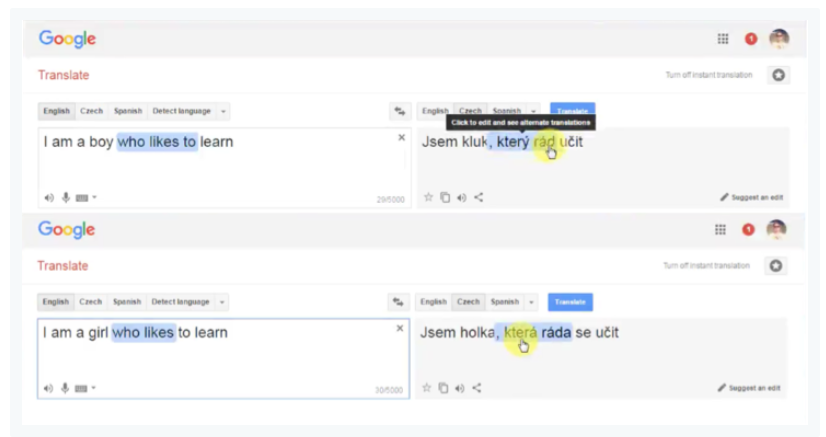 Google
1
Translate
Turn off instant translation
English Czech Spanish Detect language
English Czech Spanish Translate
Click to edit and see alternate translations
I am a boy who likes to learn
Jsem kluk, který rád učit
29/5000
Suggest an edit
Google
1
Translate
Turn off instant translation
English Czech Spanish Detect language
English Czech Spanish Translate
I am a girl who likes to learn
Jsem holka, která ráda se učit
30/5000
Suggest an edit